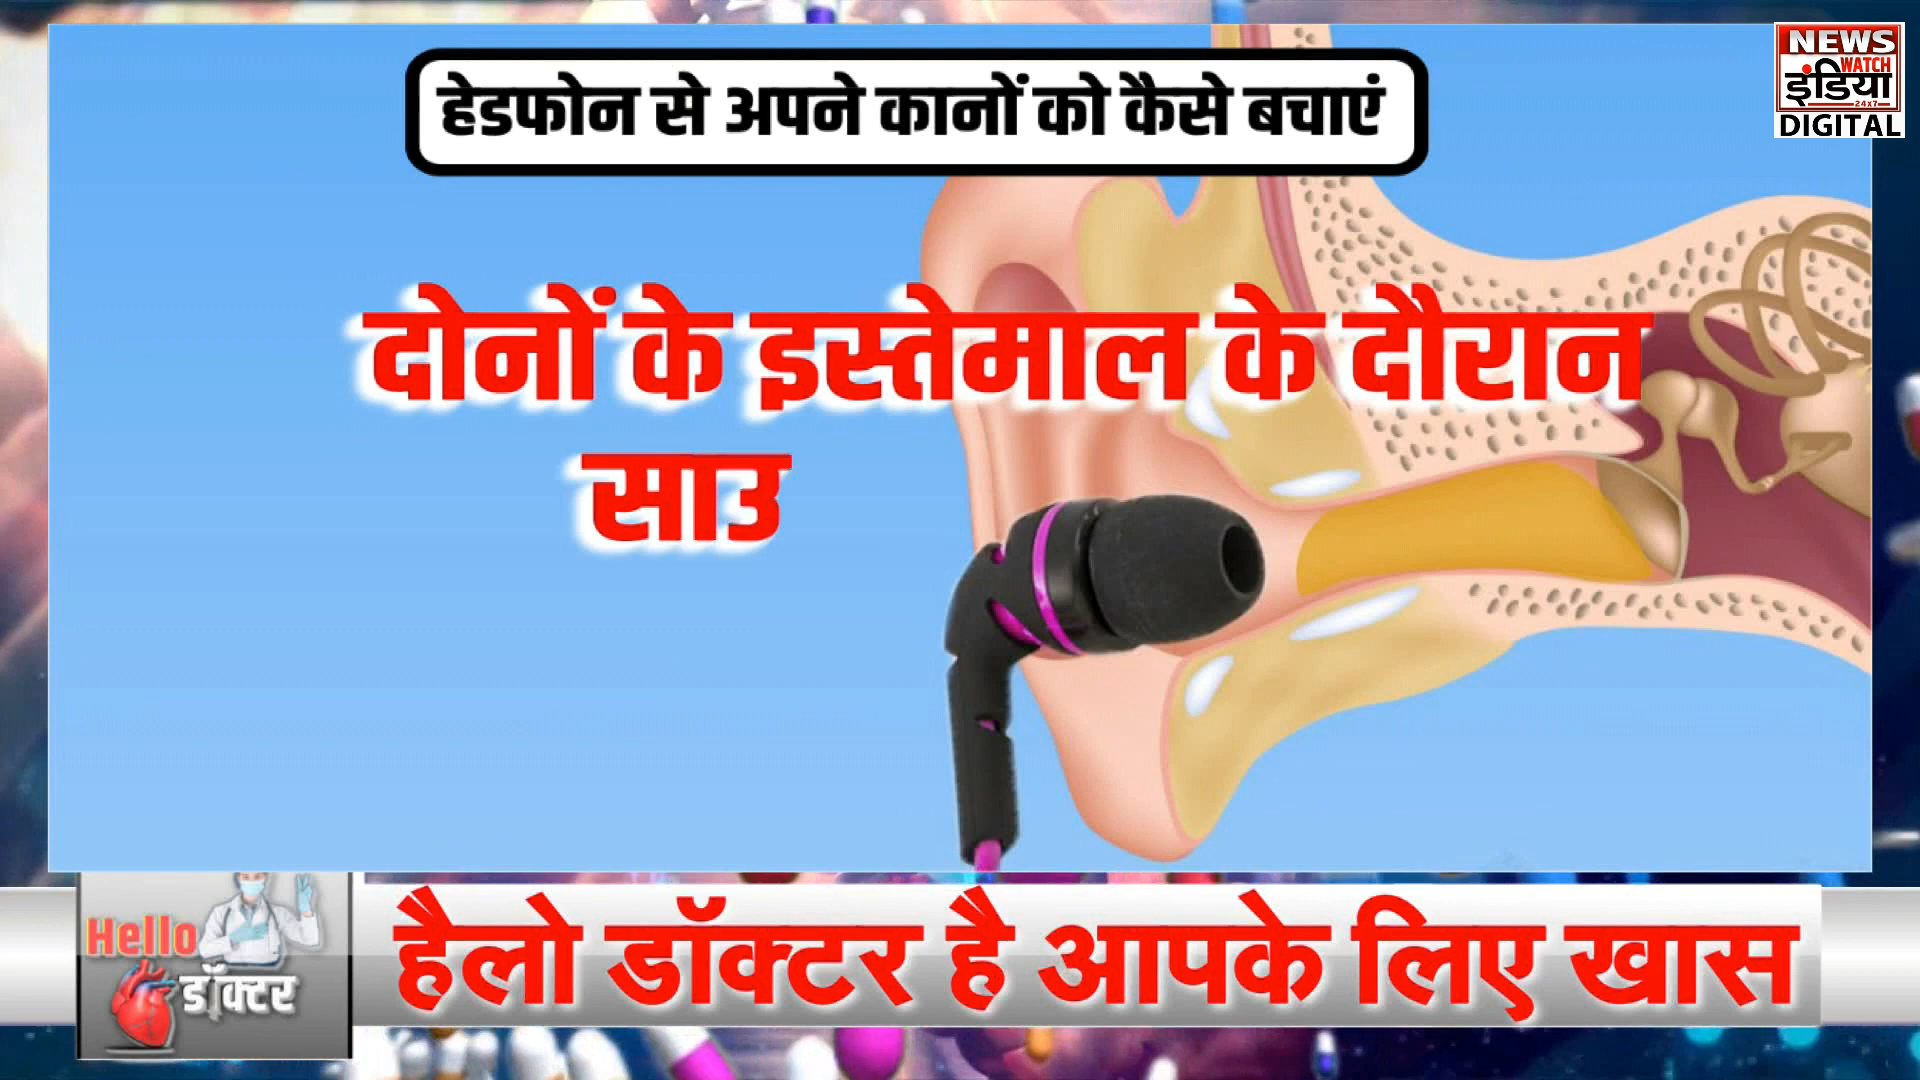 हेडफोन से अपने कानों को कैसे बचाएं
NEWS
WATCH
इंडिया
24x7
DIGITAL
दोनों के इस्तेमाल के दौरान
साउ
Hello
डॉक्टर
हैलो डॉक्टर है आपके लिए खास